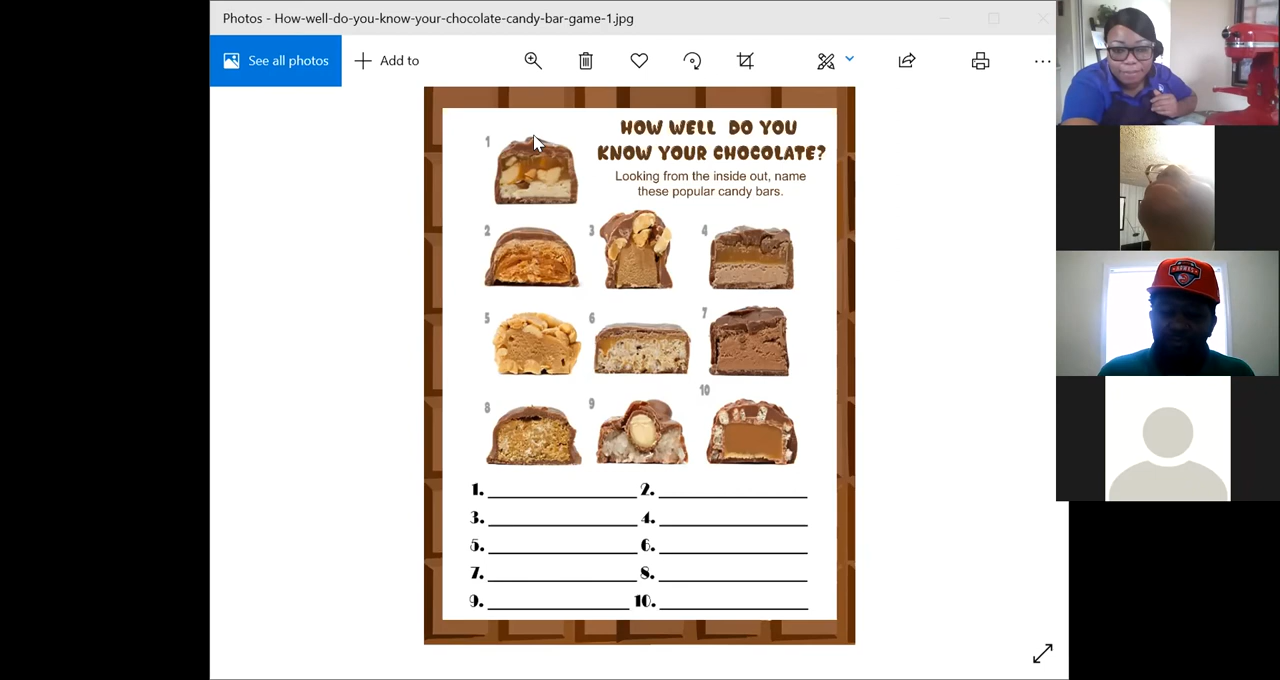 Photos - How-well-do-you-know-your-chocolate-candy-bar-game-1.jpg
See all photos
Add to
HOW WELL DO YOU
KNOW YOUR CHOCOLATE?
Looking from the inside out, name
these popular candy bars.
1
2 3 4
5 6 7
8 9 10
1. 2.
3. 4.
5. 6.
7. 8.
9. 10.